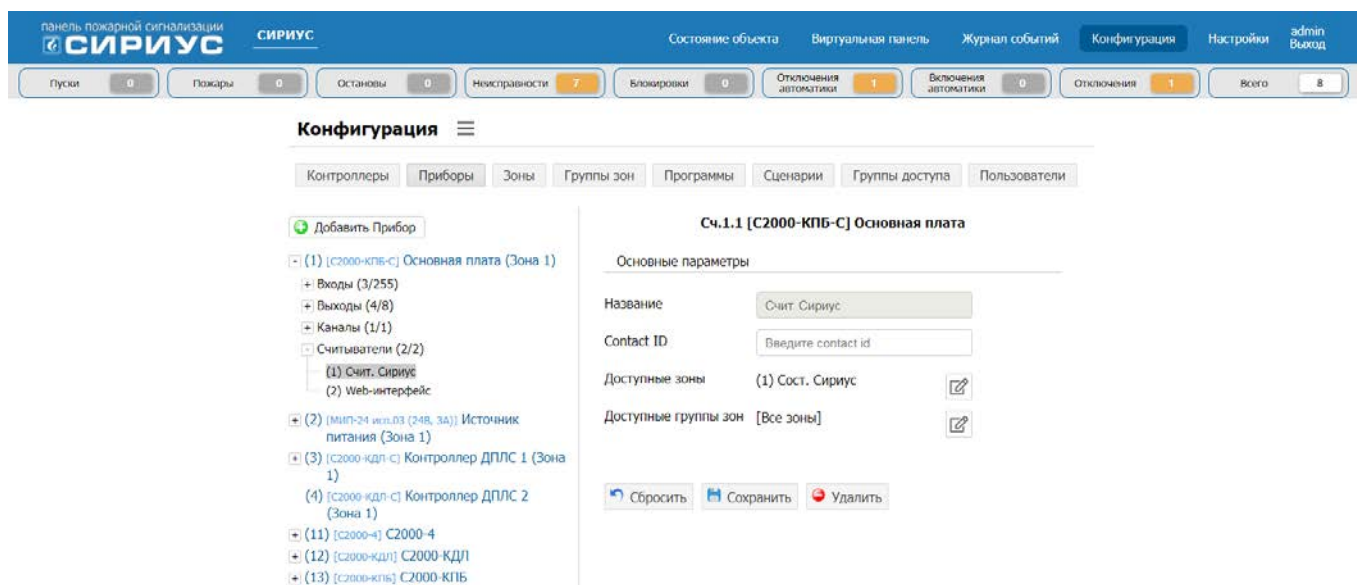 панель пожарной сигнализации
СИРИУС
СИРИУС
Состояние объекта
Виртуальная панель
Журнал событий
Конфигурация
Настройки
admin
Выход
Пуски 0
Пожары 0
Остановы 0
Неисправности 7
Блокировки 0
Отключения автоматики 1
Включения автоматики 0
Отключения 1
Всего 8
Конфигурация
Контроллеры
Приборы
Зоны
Группы зон
Программы
Сценарии
Группы доступа
Пользователи
Добавить Прибор
(1) [С2000-КПБ-С] Основная плата (Зона 1)
Входы (3/255)
Выходы (4/8)
Каналы (1/1)
Считыватели (2/2)
(1) Счит. Сириус
(2) Web-интерфейс
(2) [МИП-24 исп.03 (24В, 3А)] Источник
питания (Зона 1)
(3) [С2000-КДЛ-С] Контроллер ДПЛС 1 (Зона
1)
(4) [С2000-КДЛ-С] Контроллер ДПЛС 2
(Зона 1)
(11) [С2000-4] С2000-4
(12) [С2000-КДЛ] С2000-КДЛ
(13) [С2000-КПБ] С2000-КПБ
Сч.1.1 [С2000-КПБ-С] Основная плата
Основные параметры
Название
Счит. Сириус
Contact ID
Введите contact id
Доступные зоны
(1) Сост. Сириус
Доступные группы зон
[Все зоны]
Сбросить
Сохранить
Удалить